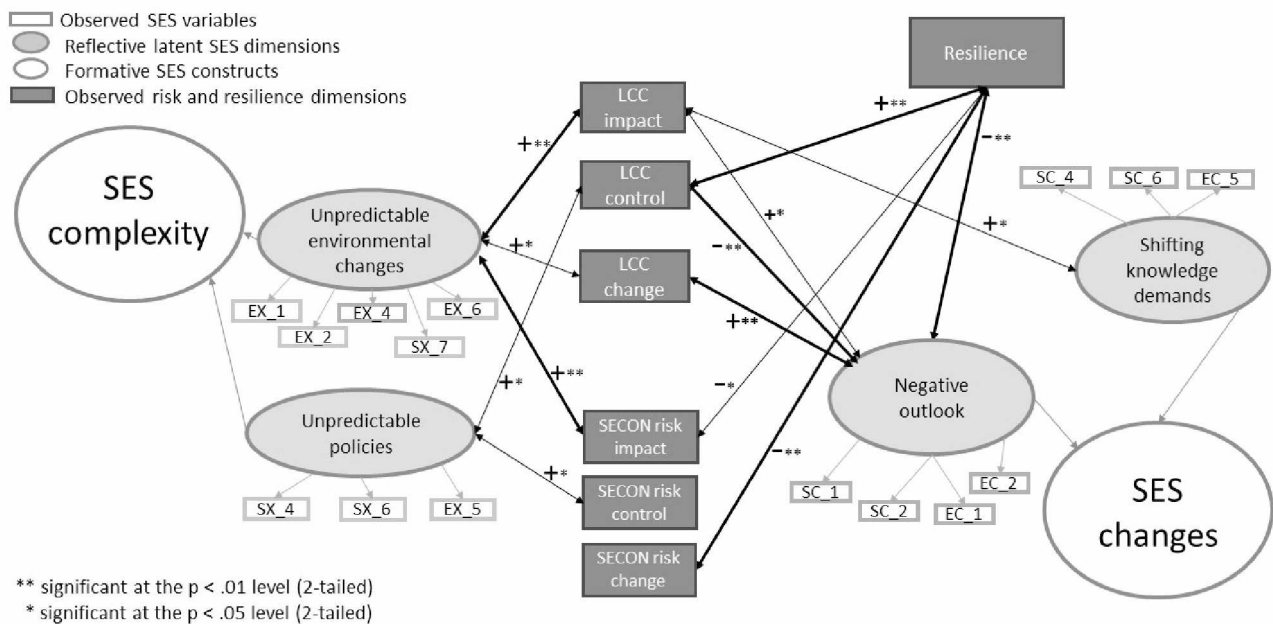 Observed SES variables
Reflective latent SES dimensions
Formative SES constructs
Observed risk and resilience dimensions
Resilience
LCC
impact
LCC
control
LCC
change
SECON risk
impact
SECON risk
control
SECON risk
change
SES
complexity
Unpredictable
environmental
changes
EX_1
EX_2
EX_4
SX_7
EX_6
Unpredictable
policies
SX_4
SX_6
EX_5
+**
+*
+**
+*
+*
+**
-**
+*
-**
+**
+*
-*
-**
SC_4
SC_6
EC_5
Shifting
knowledge
demands
Negative
outlook
SC_1
SC_2
EC_1
EC_2
SES
changes
** significant at the p < .01 level (2-tailed)
* significant at the p < .05 level (2-tailed)